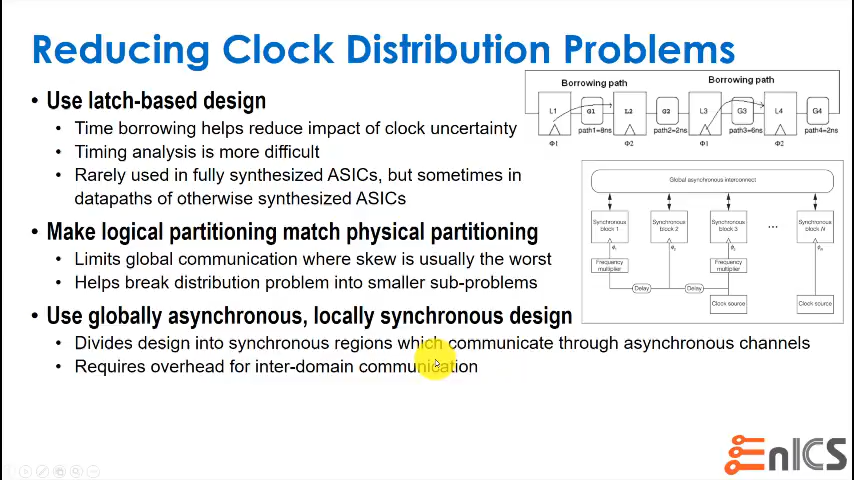 Reducing Clock Distribution Problems
• Use latch-based design
• Time borrowing helps reduce impact of clock uncertainty
• Timing analysis is more difficult
• Rarely used in fully synthesized ASICs, but sometimes in
datapaths of otherwise synthesized ASICs
• Make logical partitioning match physical partitioning
• Limits global communication where skew is usually the worst
• Helps break distribution problem into smaller sub-problems
• Use globally asynchronous, locally synchronous design
• Divides design into synchronous regions which communicate through asynchronous channels
• Requires overhead for inter-domain communication
Borrowing path Borrowing path
L1 G1 L2 G2 L3 G3 L4 G4
path1=8ns path2=2ns path3=6ns path4=2ns
Φ1 Φ2 Φ1 Φ2
Global asynchronous interconnect
Synchronous block 1
Synchronous block 2
Synchronous block 3
...
Synchronous block N
Frequency multiplier
Frequency multiplier
Delay Delay
Clock source Clock source
EnICS